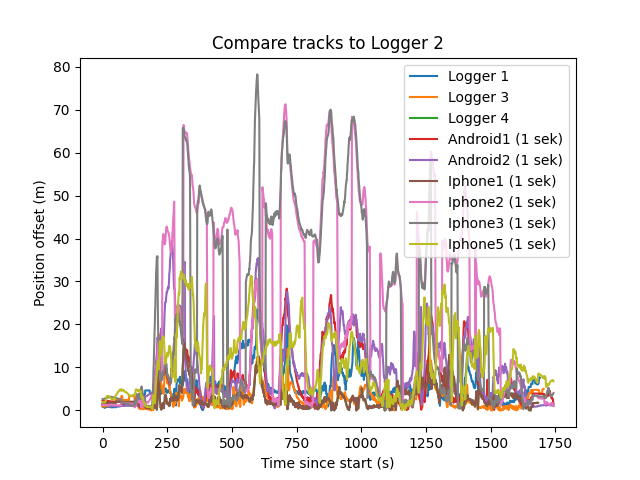 Compare tracks to Logger 2
Position offset (m)
80
70
60
50
40
30
20
10
0
Logger 1
Logger 3
Logger 4
Android1 (1 sek)
Android2 (1 sek)
Iphone1 (1 sek)
Iphone2 (1 sek)
Iphone3 (1 sek)
Iphone5 (1 sek)
0 250 500 750 1000 1250 1500 1750
Time since start (s)